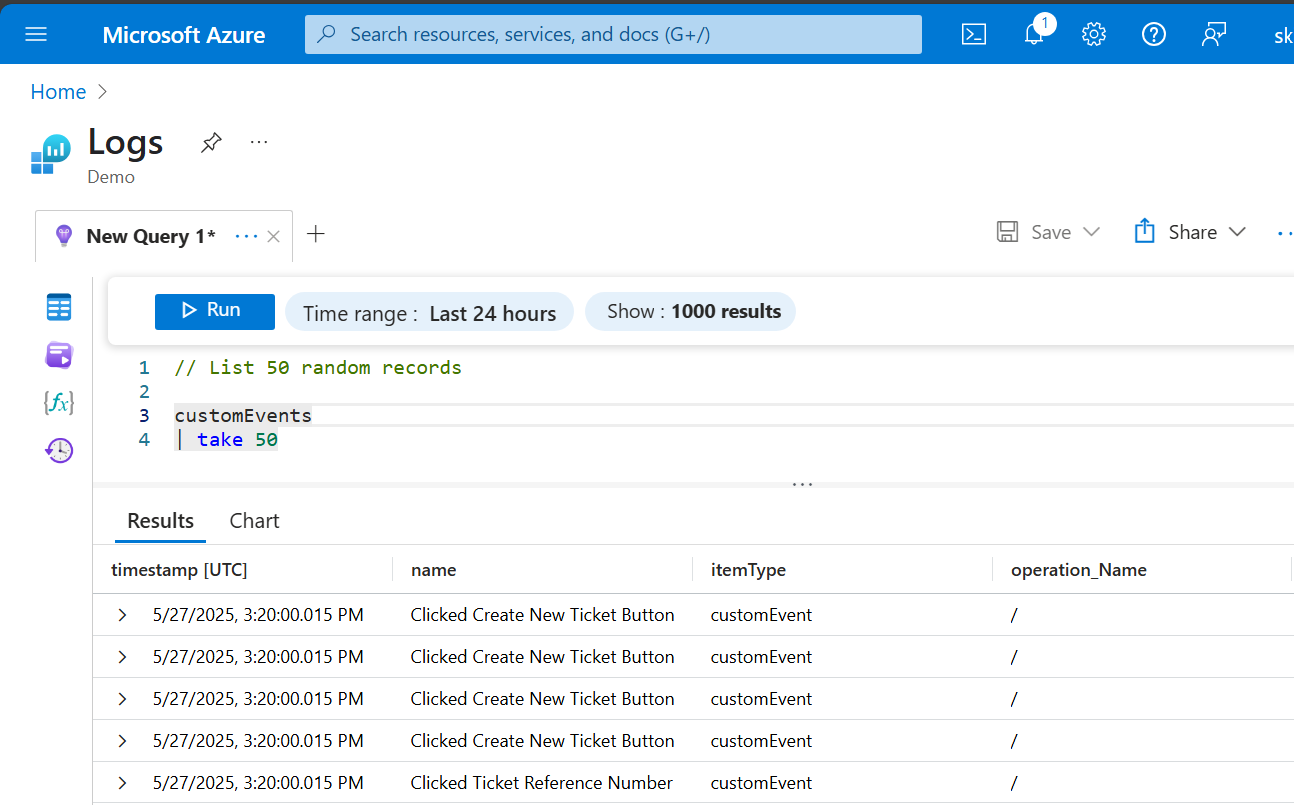 Microsoft Azure
Search resources, services, and docs (G+/)
1
sk
Home
Logs
Demo
New Query 1*
Save
Share
Run
Time range : Last 24 hours
Show : 1000 results
1 // List 50 random records
2
3 customEvents
4 | take 50
Results Chart
timestamp [UTC] name itemType operation_Name
5/27/2025, 3:20:00.015 PM Clicked Create New Ticket Button customEvent /
5/27/2025, 3:20:00.015 PM Clicked Create New Ticket Button customEvent /
5/27/2025, 3:20:00.015 PM Clicked Create New Ticket Button customEvent /
5/27/2025, 3:20:00.015 PM Clicked Create New Ticket Button customEvent /
5/27/2025, 3:20:00.015 PM Clicked Ticket Reference Number customEvent /